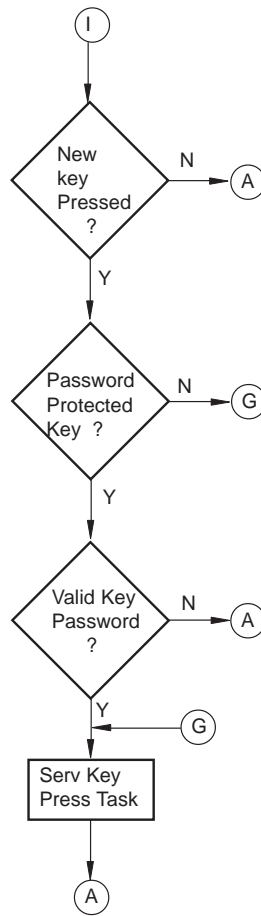 I
New
key
Pressed
?
N
A
Y
Password
Protected
Key ?
N
G
Y
Valid Key
Password
?
N
A
Y
G
Serv Key
Press Task
A